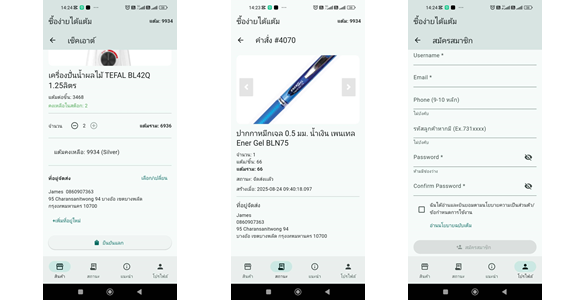 14:24
ช้อง่ายได้แต้ม
แต้ม: 9934
เช็คเอาต์
เครื่องปั่นน้ำผลไม้ TEFAL BL42Q
1.25ลิตร
แต้มต่อชิ้น: 3468
คงเหลือในสต็อก: 2
จำนวน
2
แต้มรวม: 6936
แต้มคงเหลือ: 9934 (Silver)
ที่อยู่จัดส่ง
เลือก/เปลี่ยน
James 0860907363
95 Charansanitwong 94 บางอ้อ เขตบางพลัด
กรุงเทพมหานคร 10700
+เพิ่มที่อยู่ใหม่
ยืนยันแลก
สินค้า
สถานะ
แนะนำ
โปรไฟล์
14:23
ช้อง่ายได้แต้ม
แต้ม: 9934
คำสั่ง #4070
ปากกาหมึกเจล 0.5 มม. น้ำเงิน เพนเทล
Ener Gel BLN75
จำนวน: 1
แต้ม/ชิ้น: 66
แต้มรวม: 66
สถานะ: จัดส่งแล้ว
สร้างเมื่อ: 2025-08-24 09:40:18.097
ที่อยู่จัดส่ง
James
0860907363
95 Charansanitwong 94
บางอ้อ เขตบางพลัด กรุงเทพมหานคร 10700
สินค้า
สถานะ
แนะนำ
โปรไฟล์
14:24
ช้อง่ายได้แต้ม
สมัครสมาชิก
Username *
Email *
Phone (9-10 หลัก)
ไม่บังคับ
รหัสลูกค้าหากมี (Ex.731xxxx)
ไม่บังคับ
Password *
Confirm Password *
ฉันได้อ่านและยินยอมตามนโยบายความเป็นส่วนตัว/
ข้อกำหนดการใช้งาน
อ่านนโยบายฉบับเต็ม
สมัครสมาชิก
สินค้า
สถานะ
แนะนำ
โปรไฟล์